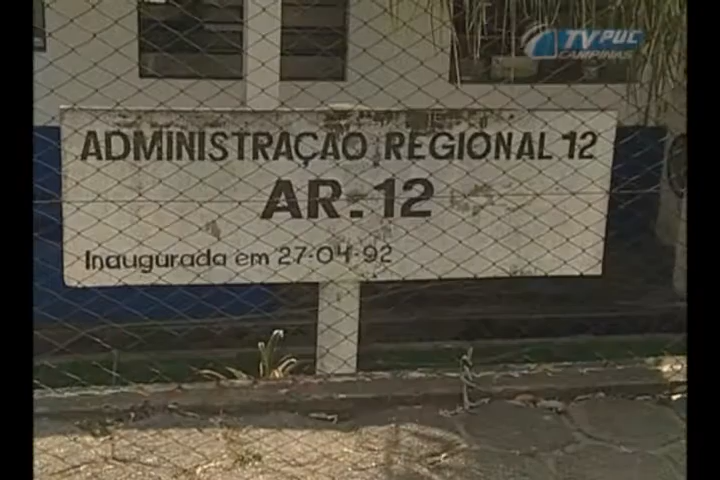 TV PUC
CAMPINAS
ADMINISTRAÇÃO REGIONAL 12
AR. 12
Inaugurada em 27-04-92